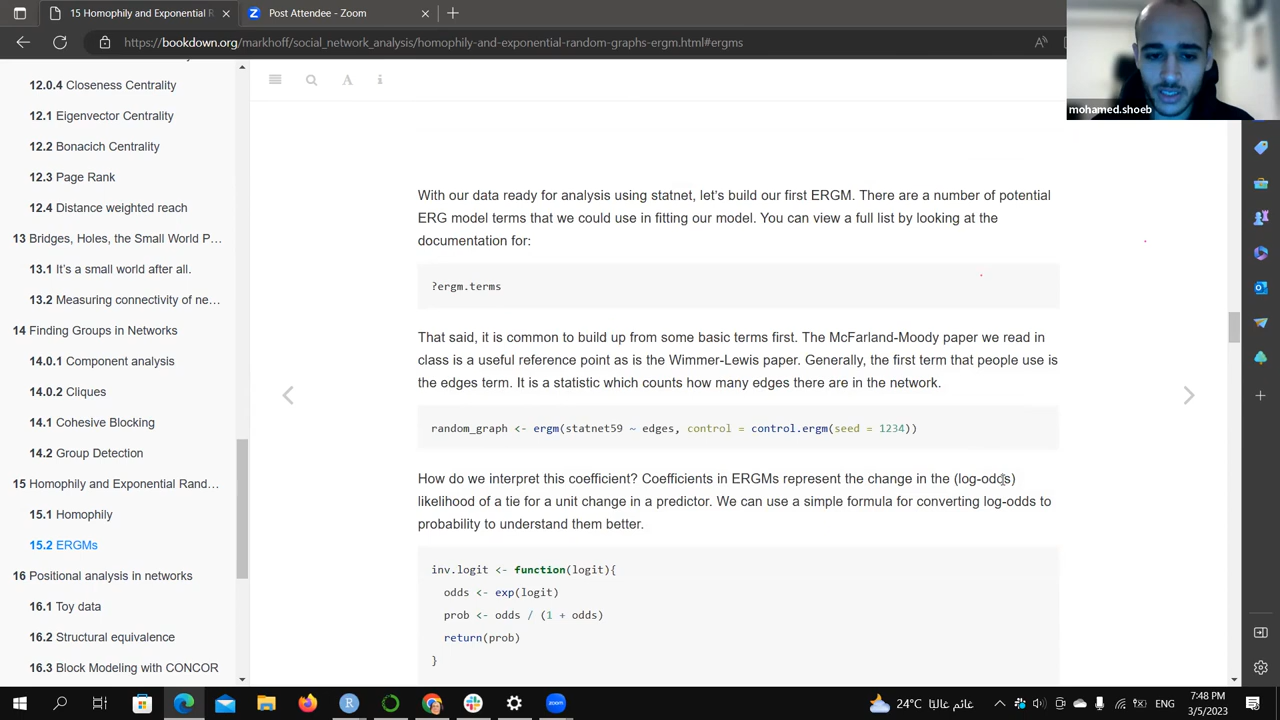 15 Homophily and Exponential R
Post Attendee - Zoom
https://bookdown.org/markhoff/social_network_analysis/homophily-and-exponential-random-graphs-ergm.html#ergms
mohamed.shoeb
12.0.4 Closeness Centrality
12.1 Eigenvector Centrality
12.2 Bonacich Centrality
12.3 Page Rank
12.4 Distance weighted reach
13 Bridges, Holes, the Small World P…
13.1 It’s a small world after all.
13.2 Measuring connectivity of ne…
14 Finding Groups in Networks
14.0.1 Component analysis
14.0.2 Cliques
14.1 Cohesive Blocking
14.2 Group Detection
15 Homophily and Exponential Rand…
15.1 Homophily
15.2 ERGMs
16 Positional analysis in networks
16.1 Toy data
16.2 Structural equivalence
16.3 Block Modeling with CONCOR
With our data ready for analysis using statnet, let’s build our first ERGM. There are a number of potential
ERG model terms that we could use in fitting our model. You can view a full list by looking at the
documentation for:
?ergm.terms
That said, it is common to build up from some basic terms first. The McFarland-Moody paper we read in
class is a useful reference point as is the Wimmer-Lewis paper. Generally, the first term that people use is
the edges term. It is a statistic which counts how many edges there are in the network.
random_graph <- ergm(statnet59 ~ edges, control = control.ergm(seed = 1234))
How do we interpret this coefficient? Coefficients in ERGMs represent the change in the (log-odds)
likelihood of a tie for a unit change in a predictor. We can use a simple formula for converting log-odds to
probability to understand them better.
inv.logit <- function(logit){
odds <- exp(logit)
prob <- odds / (1 + odds)
return(prob)
}
24°C غائم غالبًا
ENG
7:48 PM
3/5/2023